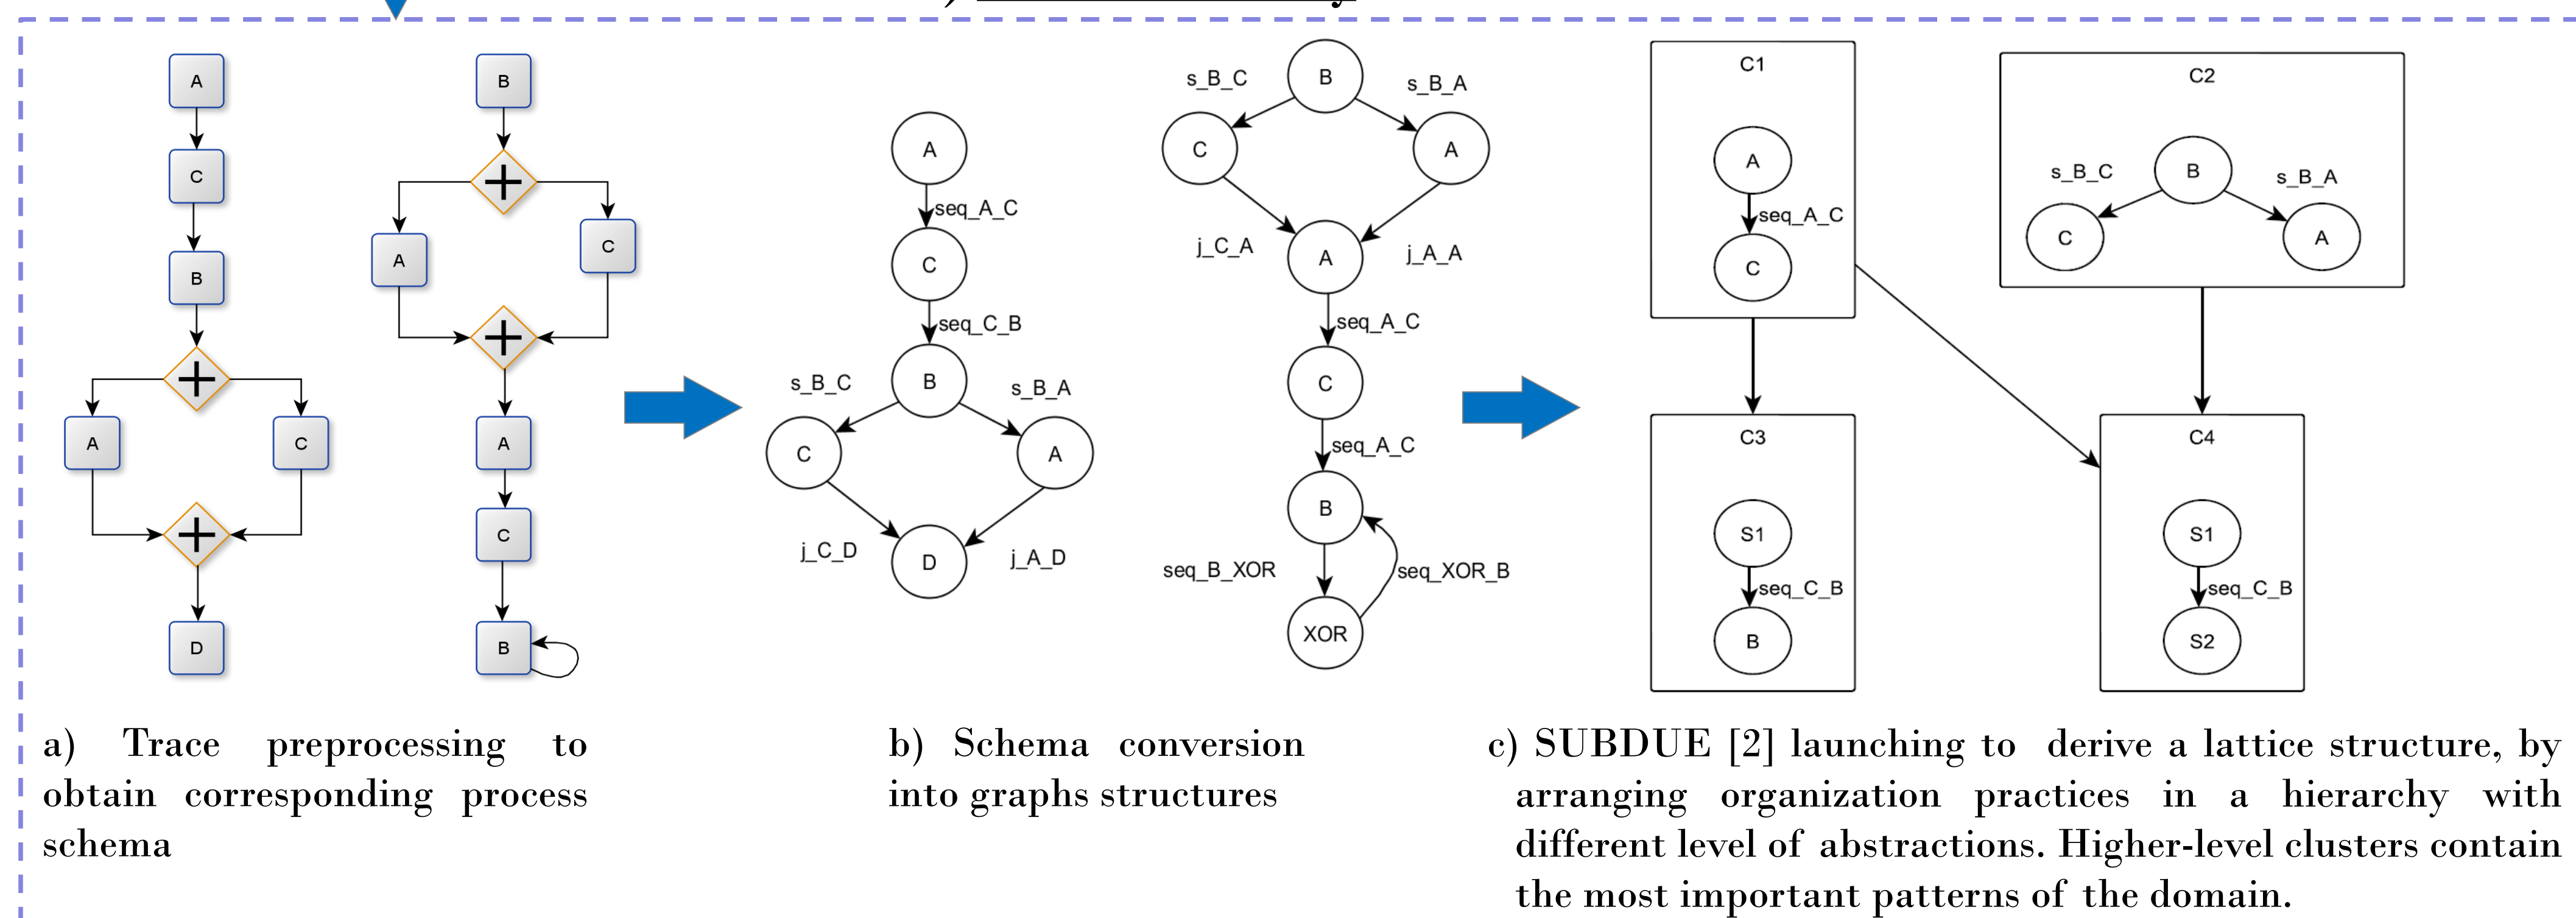 A
C
B
A
C
D
B
A
C
A
C
B
A
seq_A_C
C
seq_C_B
B
s_B_C
s_B_A
C
A
j_C_D
D
j_A_D
B
s_B_C
s_B_A
C
A
j_C_A
A
j_A_A
seq_A_C
C
seq_A_C
B
seq_B_XOR
seq_XOR_B
XOR
C1
A
seq_A_C
C
C2
s_B_C
B
s_B_A
C
A
C3
S1
seq_C_B
B
C4
S1
seq_C_B
S2
a) Trace preprocessing to
obtain corresponding process
schema
b) Schema conversion
into graphs structures
c) SUBDUE [2] launching to derive a lattice structure, by
arranging organization practices in a hierarchy with
different level of abstractions. Higher-level clusters contain
the most important patterns of the domain.